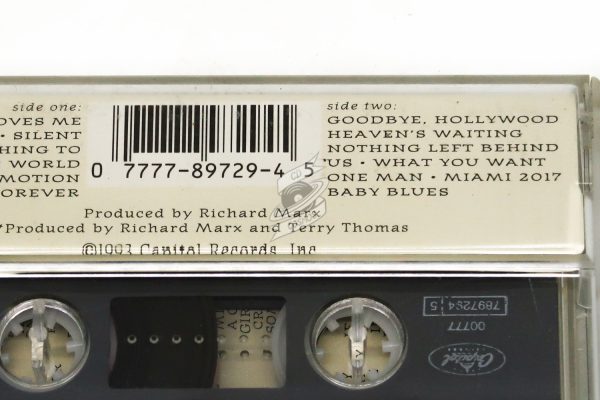 side one:
OVES ME
• SILENT
HING TO
WORLD
MOTION
OREVER
0 7777-89729-4 5
side two:
GOODBYE, HOLLYWOOD
HEAVEN'S WAITING
NOTHING LEFT BEHIND
US • WHAT YOU WANT
ONE MAN • MIAMI 2017
BABY BLUES
Produced by Richard Marx
*Produced by Richard Marx and Terry Thomas
©1993 Capitol Records, Inc.
00777
7897294 5
Capitol